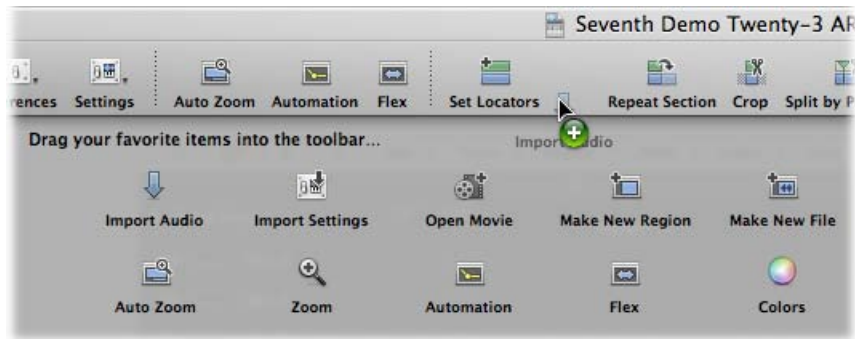 Seventh Demo Twenty-3 AR
rences Settings Auto Zoom Automation Flex Set Locators Repeat Section Crop Split by P
Drag your favorite items into the toolbar...
Import Audio
Import Audio Import Settings Open Movie Make New Region Make New File
Auto Zoom Zoom Automation Flex Colors